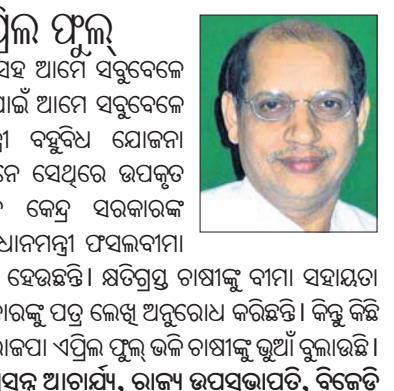 ପ୍ରିଲ ଫୁଲ୍
ସହ ଆମେ ସବୁବେଳେ
ପାଇଁ ଆମେ ସବୁବେଳେ
ବହୁବିଧ ଯୋଜନା
ସେଥିରେ ଉପକୃତ
କେନ୍ଦ୍ର ସରକାରଙ୍କ
ଧାନମନ୍ତ୍ରୀ ଫସଲବୀମା
ହେଉଛନ୍ତି। କ୍ଷତିଗ୍ରସ୍ତ ଚାଷୀଙ୍କୁ ବୀମା ସହାୟତା
ାରଙ୍କୁ ପତ୍ର ଲେଖି ଅନୁରୋଧ କରିଛନ୍ତି। କିନ୍ତୁ କିଛି
ାଜପା ଏପ୍ରିଲ ଫୁଲ୍ ଭଳି ଚାଷୀଙ୍କୁ ଭୁଆଁ ବୁଲାଉଛି।
ସନ୍ନ ଆଚାର୍ଯ୍ୟ, ରାଜ୍ୟ ଉପସଭାପତି, ବିଜେଡି